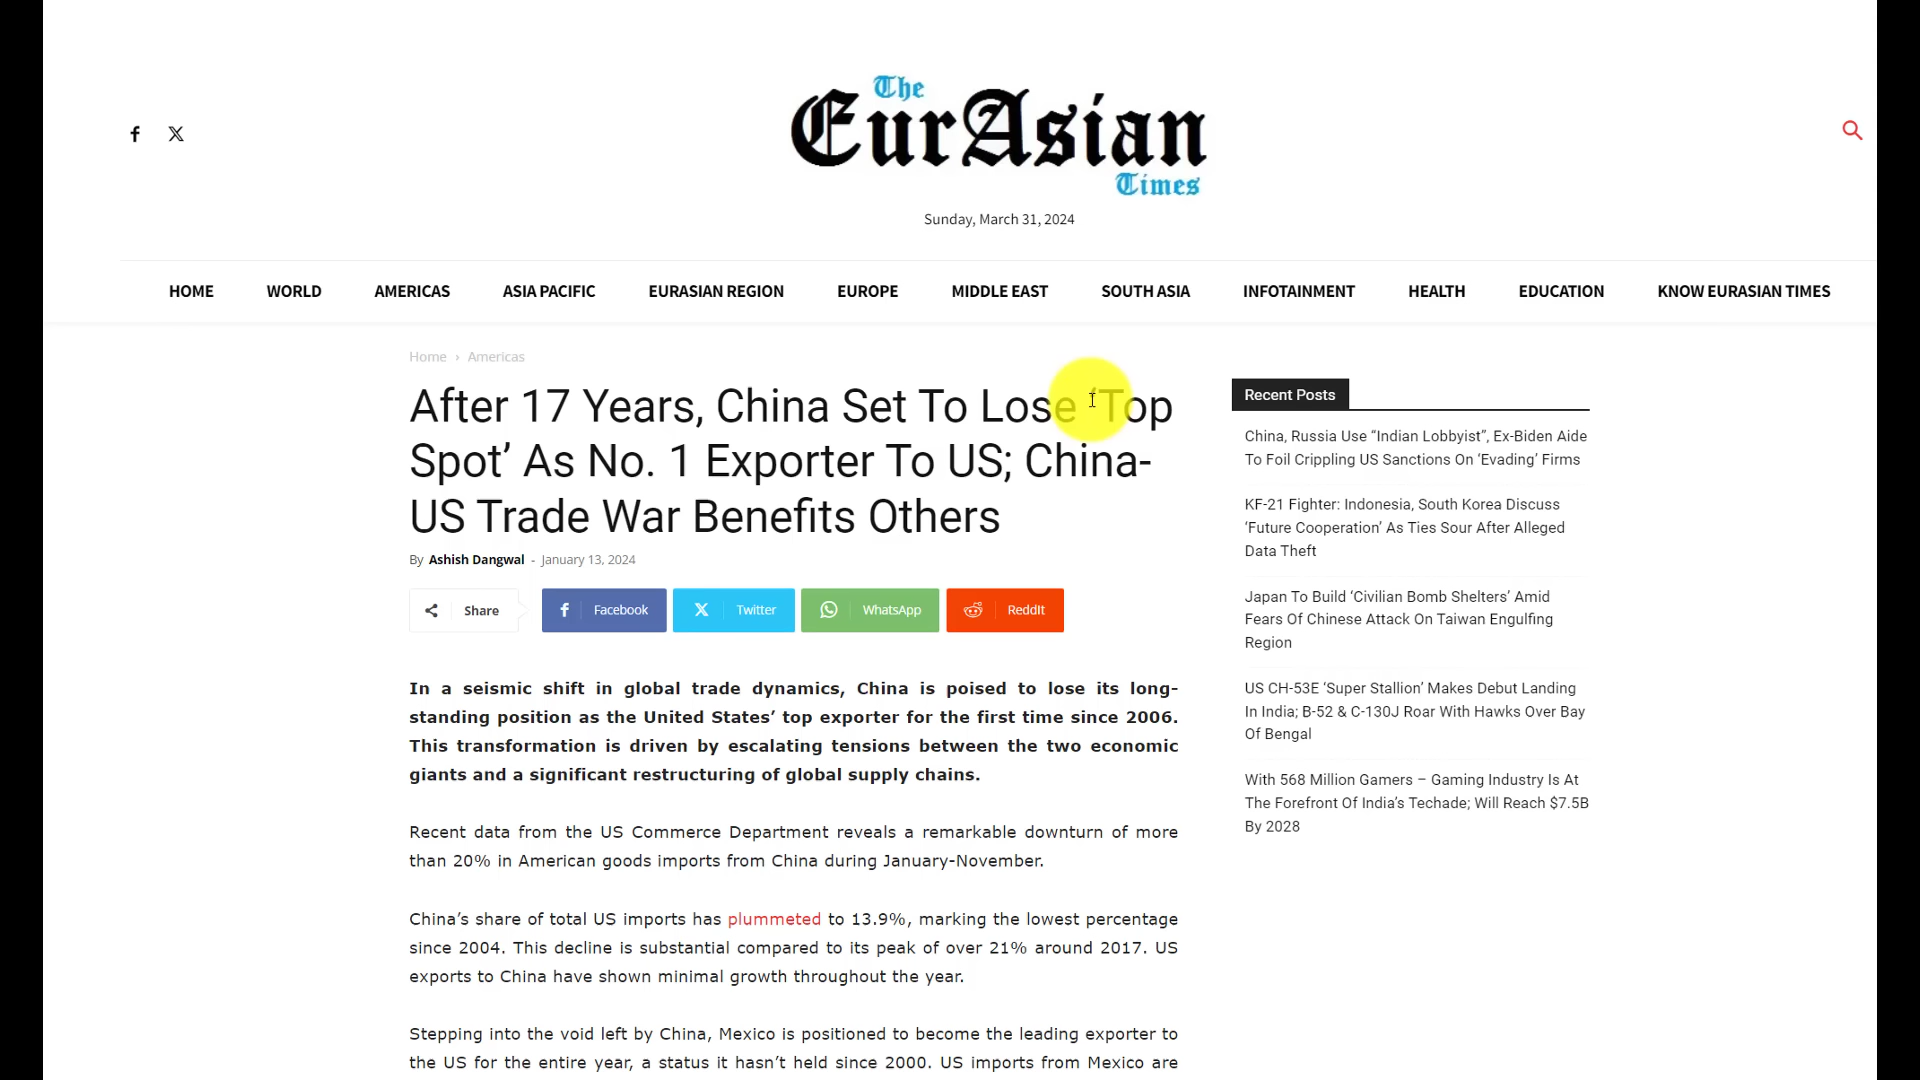 The
EurAsian
Times
Sunday, March 31, 2024
HOME WORLD AMERICAS ASIA PACIFIC EURASIAN REGION EUROPE MIDDLE EAST SOUTH ASIA INFOTAINMENT HEALTH EDUCATION KNOW EURASIAN TIMES
Home › Americas
After 17 Years, China Set To Lose ‘Top
Spot’ As No. 1 Exporter To US; China-
US Trade War Benefits Others
By Ashish Dangwal - January 13, 2024
Share Facebook Twitter WhatsApp ReddIt
In a seismic shift in global trade dynamics, China is poised to lose its long-
standing position as the United States’ top exporter for the first time since 2006.
This transformation is driven by escalating tensions between the two economic
giants and a significant restructuring of global supply chains.
Recent data from the US Commerce Department reveals a remarkable downturn of more
than 20% in American goods imports from China during January-November.
China’s share of total US imports has plummeted to 13.9%, marking the lowest percentage
since 2004. This decline is substantial compared to its peak of over 21% around 2017. US
exports to China have shown minimal growth throughout the year.
Stepping into the void left by China, Mexico is positioned to become the leading exporter to
the US for the entire year, a status it hasn’t held since 2000. US imports from Mexico are
Recent Posts
China, Russia Use “Indian Lobbyist”, Ex-Biden Aide
To Foil Crippling US Sanctions On ‘Evading’ Firms
KF-21 Fighter: Indonesia, South Korea Discuss
‘Future Cooperation’ As Ties Sour After Alleged
Data Theft
Japan To Build ‘Civilian Bomb Shelters’ Amid
Fears Of Chinese Attack On Taiwan Engulfing
Region
US CH-53E ‘Super Stallion’ Makes Debut Landing
In India; B-52 & C-130J Roar With Hawks Over Bay
Of Bengal
With 568 Million Gamers – Gaming Industry Is At
The Forefront Of India’s Techade; Will Reach $7.5B
By 2028